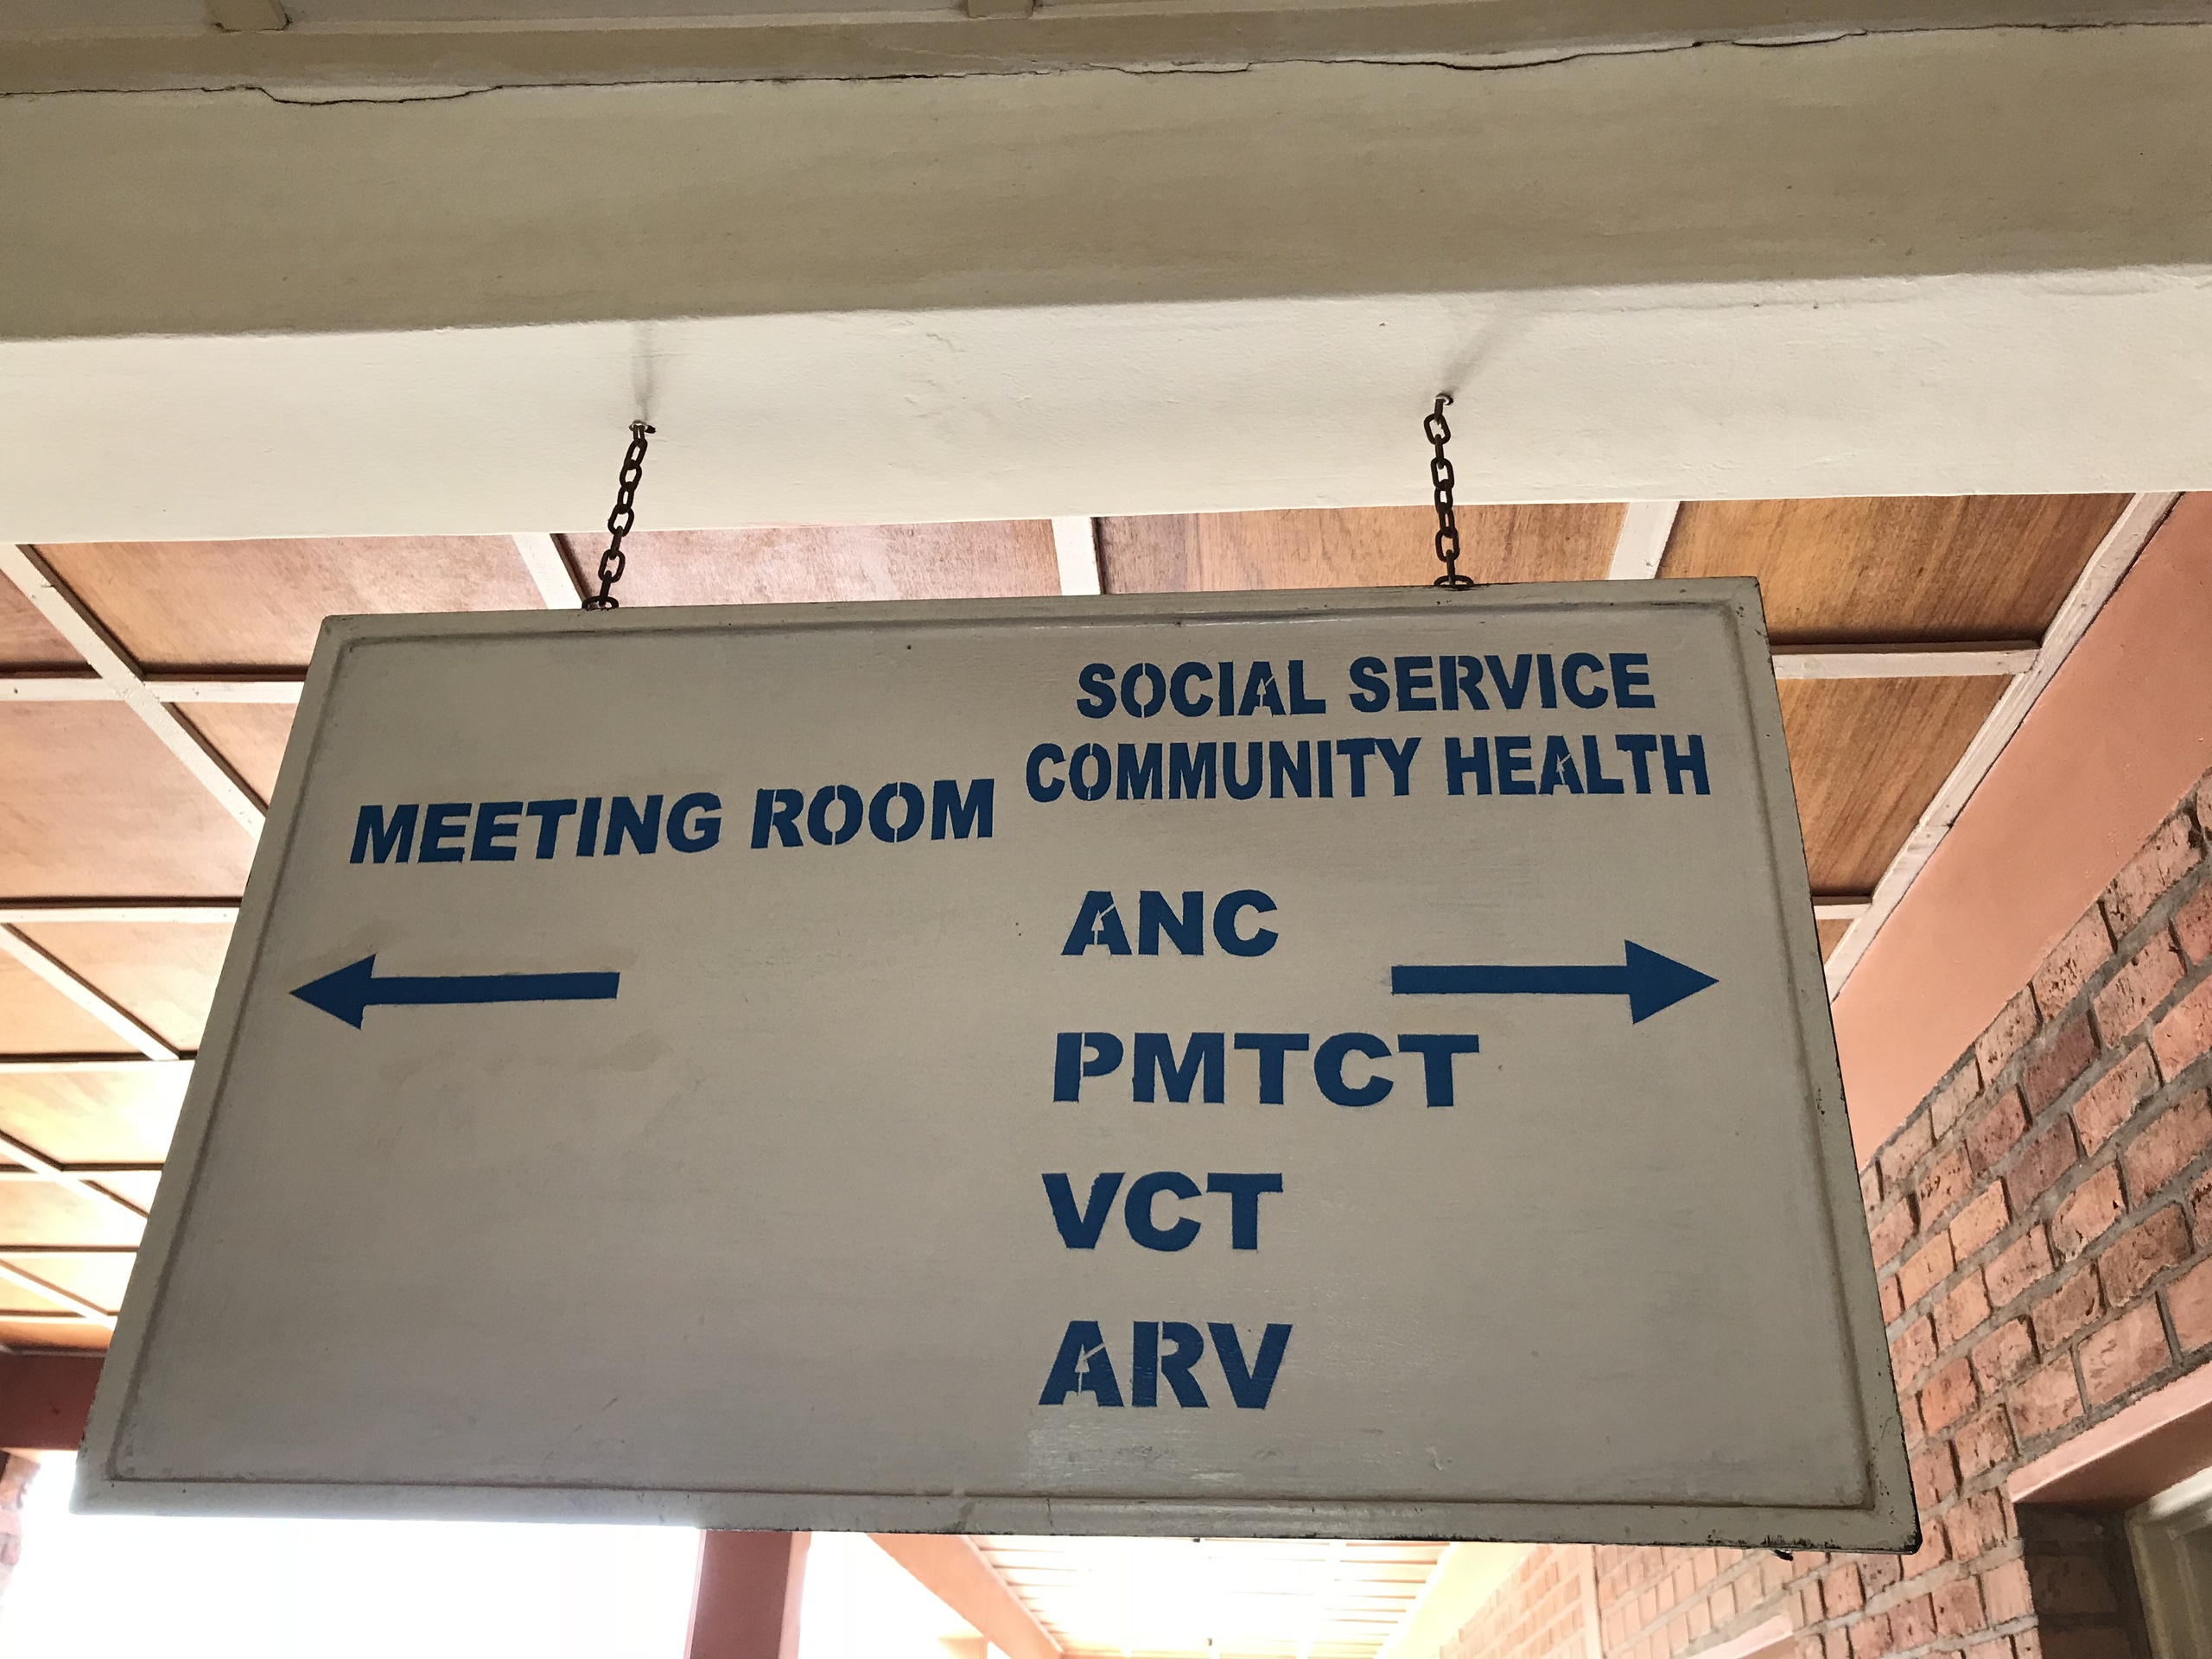 MEETING ROOM
SOCIAL SERVICE
COMMUNITY HEALTH
ANC
PMTCT
VCT
ARV